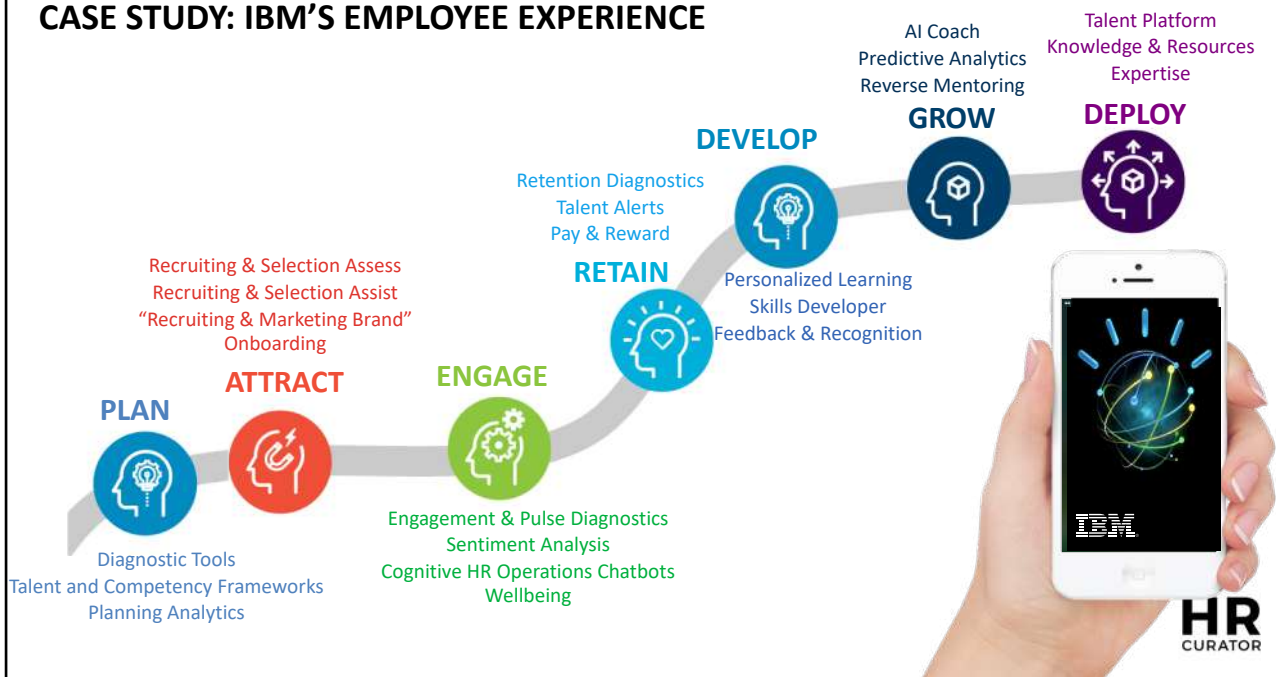 CASE STUDY: IBM'S EMPLOYEE EXPERIENCE
Diagnostic Tools
Talent and Competency Frameworks
Planning Analytics
PLAN
Recruiting & Selection Assess
Recruiting & Selection Assist
“Recruiting & Marketing Brand”
Onboarding
ATTRACT
ENGAGE
Engagement & Pulse Diagnostics
Sentiment Analysis
Cognitive HR Operations Chatbots
Wellbeing
Retention Diagnostics
Talent Alerts
Pay & Reward
RETAIN
DEVELOP
Personalized Learning
Skills Developer
Feedback & Recognition
AI Coach
Predictive Analytics
Reverse Mentoring
GROW
Talent Platform
Knowledge & Resources
Expertise
DEPLOY
IBM
HR
CURATOR